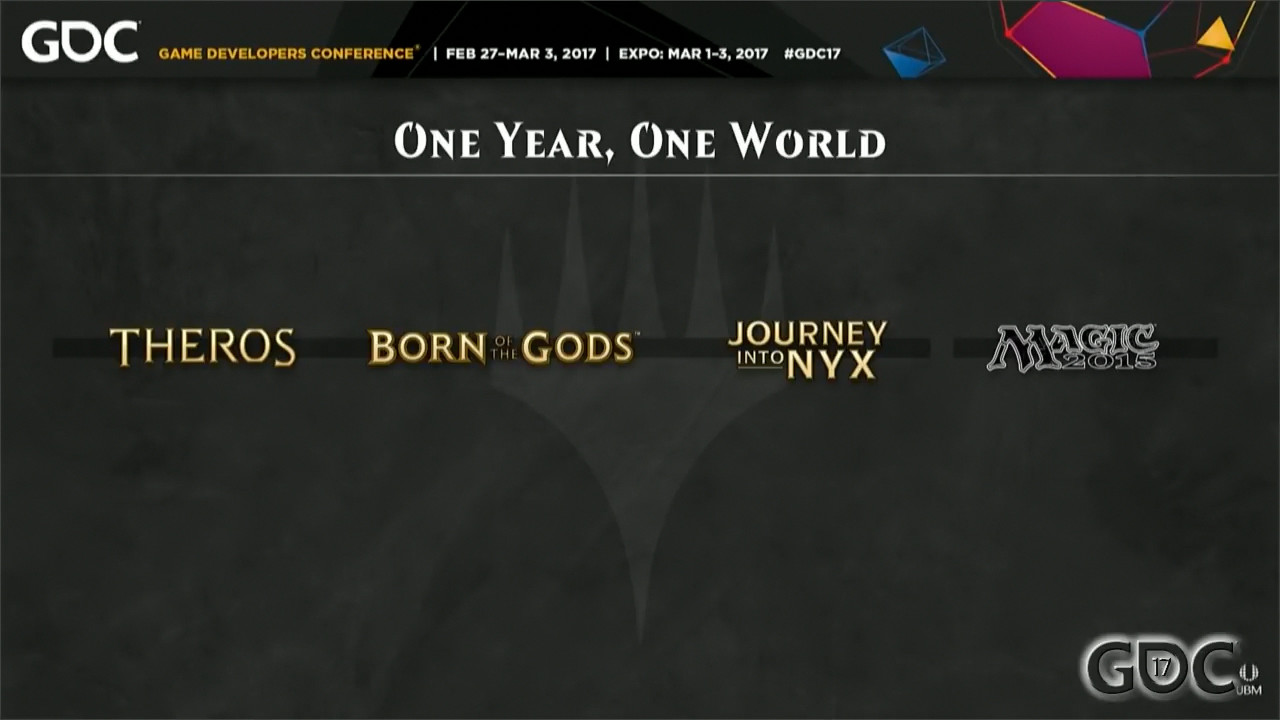 GDC
GAME DEVELOPERS CONFERENCE® | FEB 27–MAR 3, 2017 | EXPO: MAR 1–3, 2017 #GDC17
ONE YEAR, ONE WORLD
THEROS
BORN OF THE GODS™
JOURNEY INTO NYX
MAGIC 2015
GDC 17
UBM